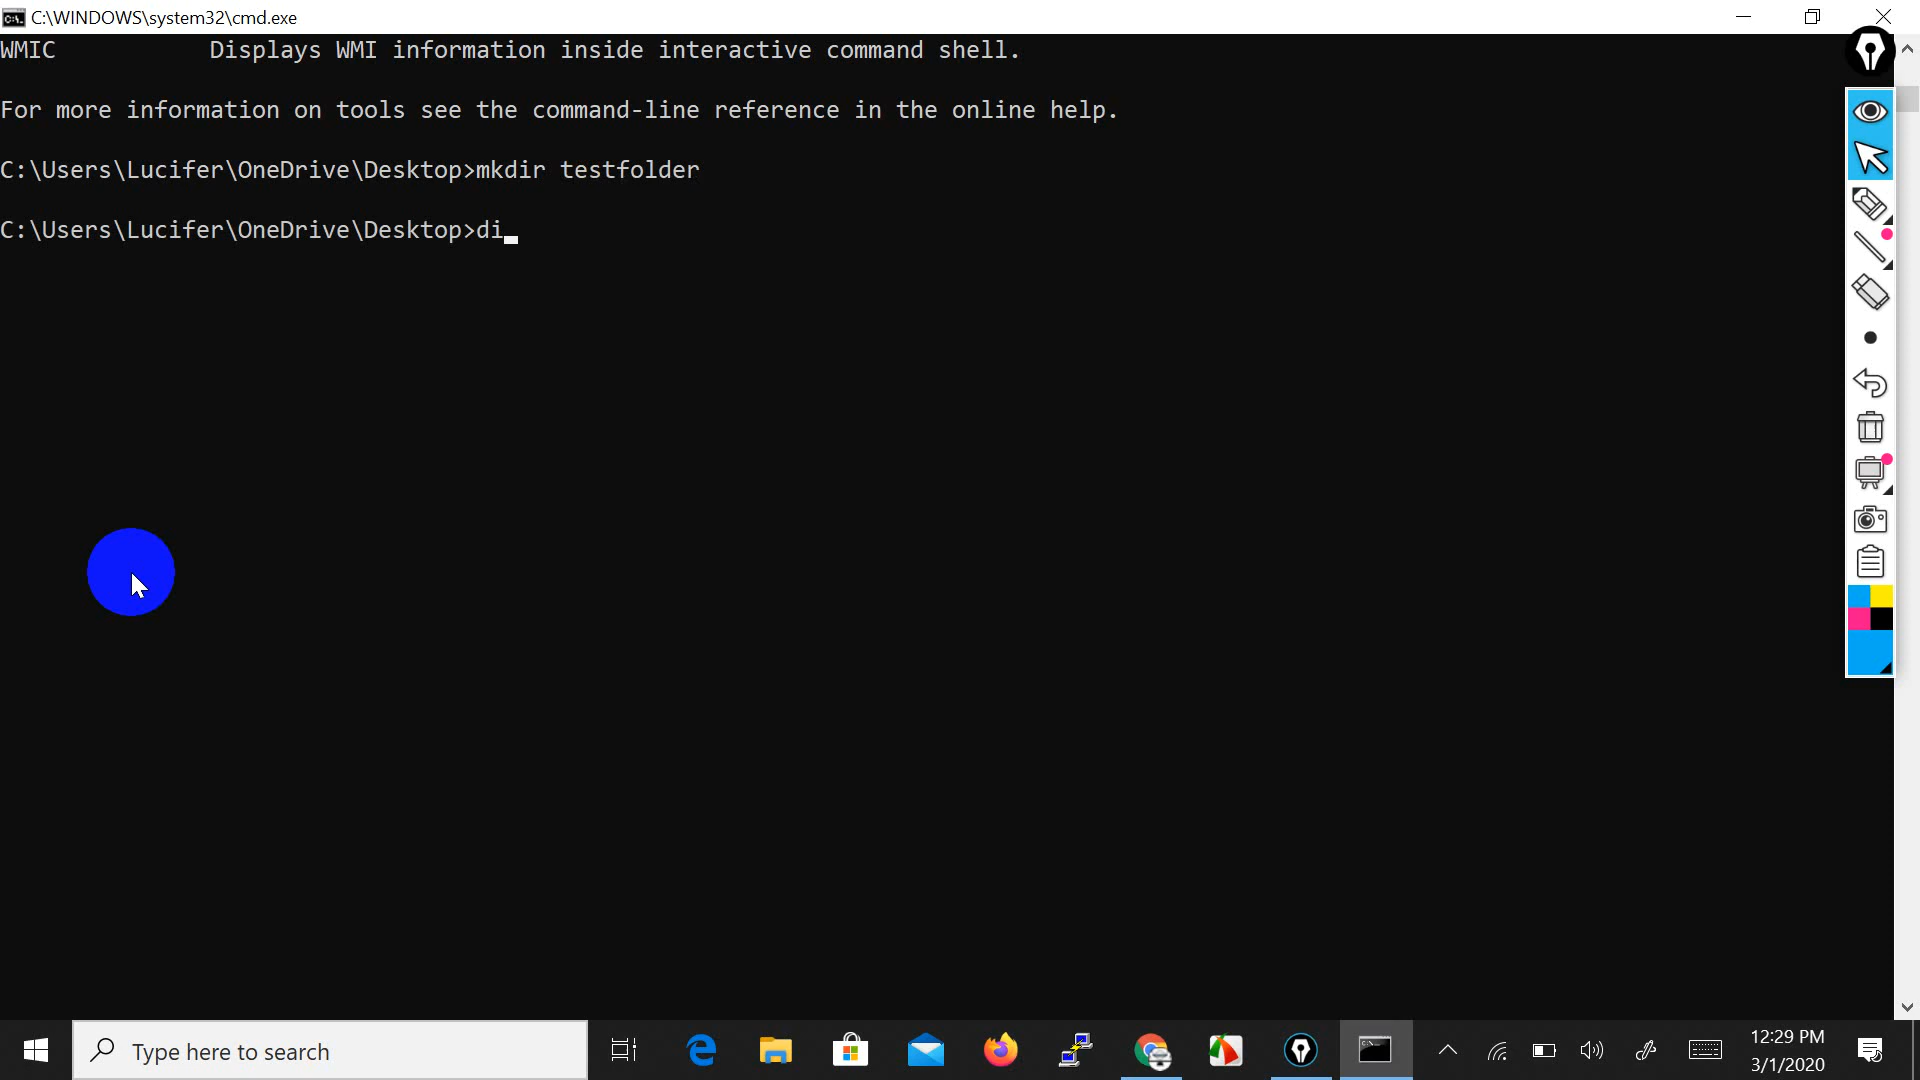 C:\WINDOWS\system32\cmd.exe
WMIC Displays WMI information inside interactive command shell.
For more information on tools see the command-line reference in the online help.
C:\Users\Lucifer\OneDrive\Desktop>mkdir testfolder
C:\Users\Lucifer\OneDrive\Desktop>di_
Type here to search
12:29 PM
3/1/2020